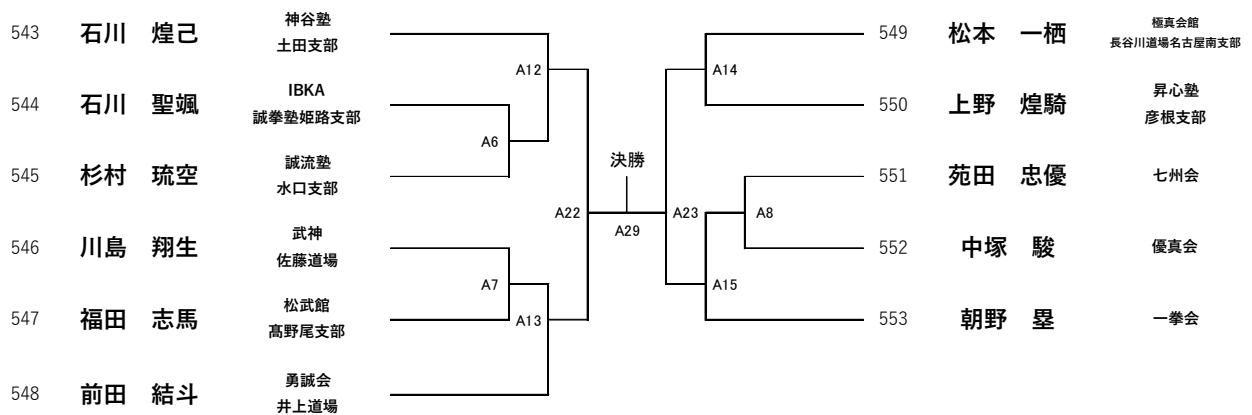 543 石川　煌己 神谷塾
土田支部
544 石川　聖颯 IBKA
誠拳塾姫路支部
545 杉村　琉空 誠流塾
水口支部
546 川島　翔生 武神
佐藤道場
547 福田　志馬 松武館
髙野尾支部
548 前田　結斗 勇誠会
井上道場
A12
A6
A22
A7
A13
決勝
A29
A14
A23
A8
A15
549 松本　一栖 極真会館
長谷川道場名古屋南支部
550 上野　煌騎 昇心塾
彦根支部
551 苑田　忠優 七州会
552 中塚　駿 優真会
553 朝野　塁 一拳会